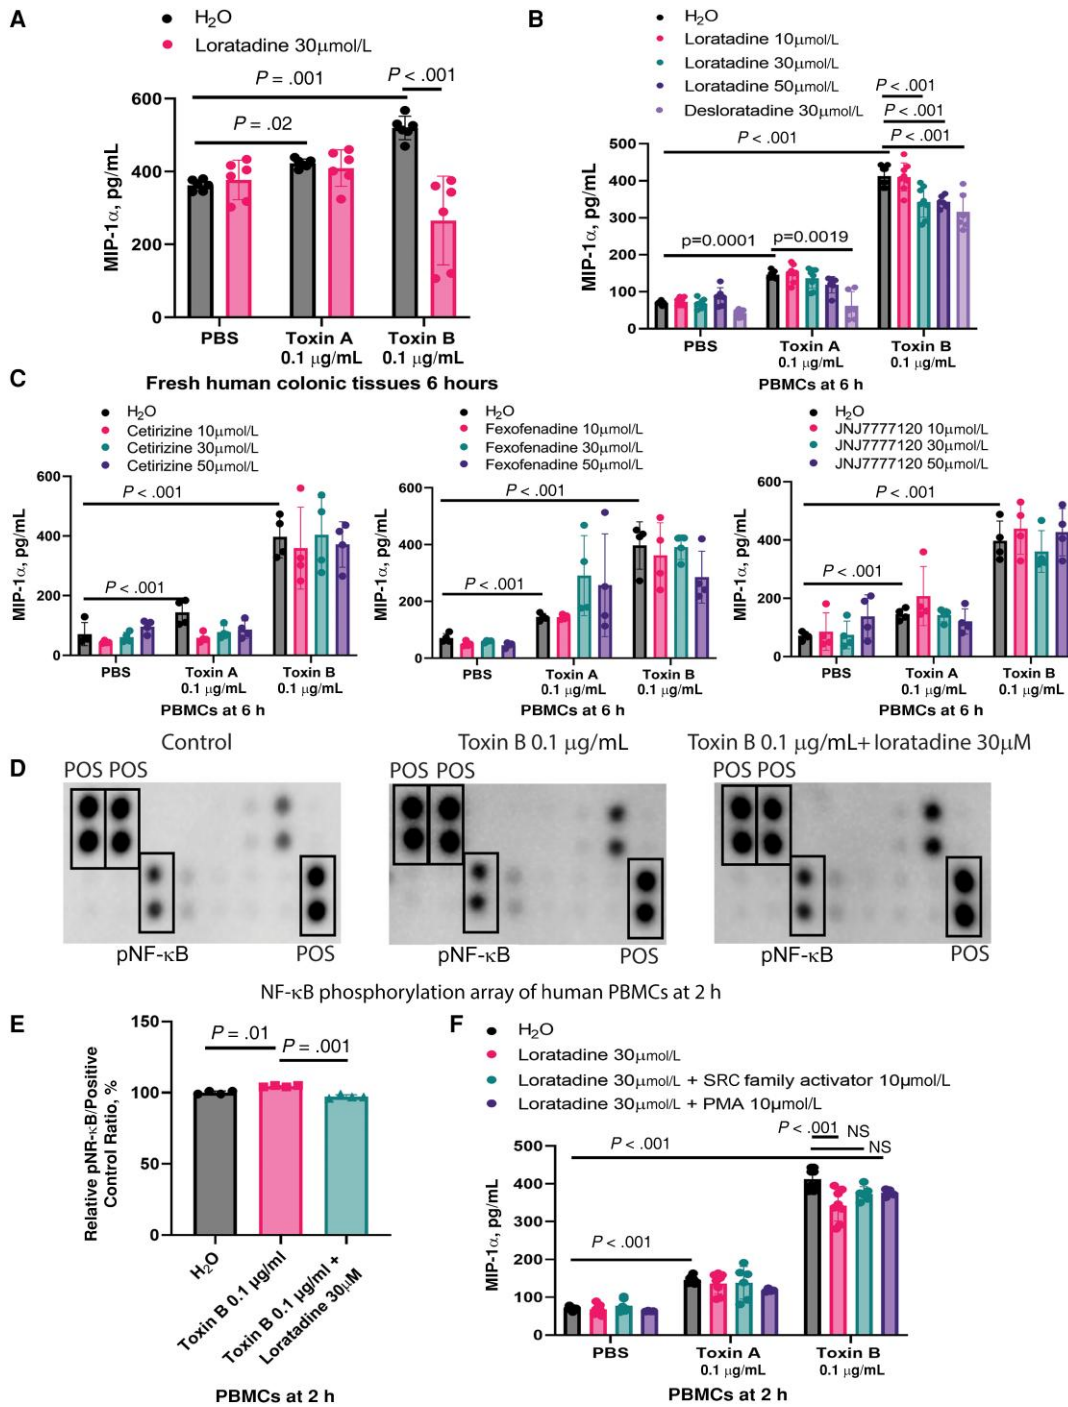 A
H₂O
Loratadine 30µmol/L
P < .001
P = .001
P = .02
MIP-1α, pg/mL
600
400
200
0
PBS
Toxin A
0.1 µg/mL
Toxin B
0.1 µg/mL
Fresh human colonic tissues 6 hours
B
H₂O
Loratadine 10µmol/L
Loratadine 30µmol/L
Loratadine 50µmol/L
Desloratadine 30µmol/L
P < .001
P < .001
P < .001
P < .001
p=0.0001
p=0.0019
MIP-1α, pg/mL
500
400
300
200
100
0
PBS
Toxin A
0.1 µg/mL
Toxin B
0.1 µg/mL
PBMCs at 6 h
C
H₂O
Cetirizine 10µmol/L
Cetirizine 30µmol/L
Cetirizine 50µmol/L
P < .001
P < .001
MIP-1α, pg/mL
600
400
200
0
PBS
Toxin A
0.1 µg/mL
Toxin B
0.1 µg/mL
PBMCs at 6 h
H₂O
Fexofenadine 10µmol/L
Fexofenadine 30µmol/L
Fexofenadine 50µmol/L
P < .001
P < .001
MIP-1α, pg/mL
600
400
200
0
PBS
Toxin A
0.1 µg/mL
Toxin B
0.1 µg/mL
PBMCs at 6 h
H₂O
JNJ7777120 10µmol/L
JNJ7777120 30µmol/L
JNJ7777120 50µmol/L
P < .001
P < .001
MIP-1α, pg/mL
600
400
200
0
PBS
Toxin A
0.1 µg/mL
Toxin B
0.1 µg/mL
PBMCs at 6 h
D
Control
POS POS
pNF-κB
POS
Toxin B 0.1 µg/mL
POS POS
pNF-κB
POS
Toxin B 0.1 µg/mL+ loratadine 30µM
POS POS
pNF-κB
POS
NF-κB phosphorylation array of human PBMCs at 2 h
E
P = .01
P = .001
Relative pNR-κB/Positive
Control Ratio, %
150
100
50
0
H₂O
Toxin B 0.1 µg/ml
Toxin B 0.1 µg/ml +
Loratadine 30µM
PBMCs at 2 h
F
H₂O
Loratadine 30µmol/L
Loratadine 30µmol/L + SRC family activator 10µmol/L
Loratadine 30µmol/L + PMA 10µmol/L
P < .001
NS
NS
P < .001
P < .001
MIP-1α, pg/mL
500
400
300
200
100
0
PBS
Toxin A
0.1 µg/mL
Toxin B
0.1 µg/mL
PBMCs at 2 h